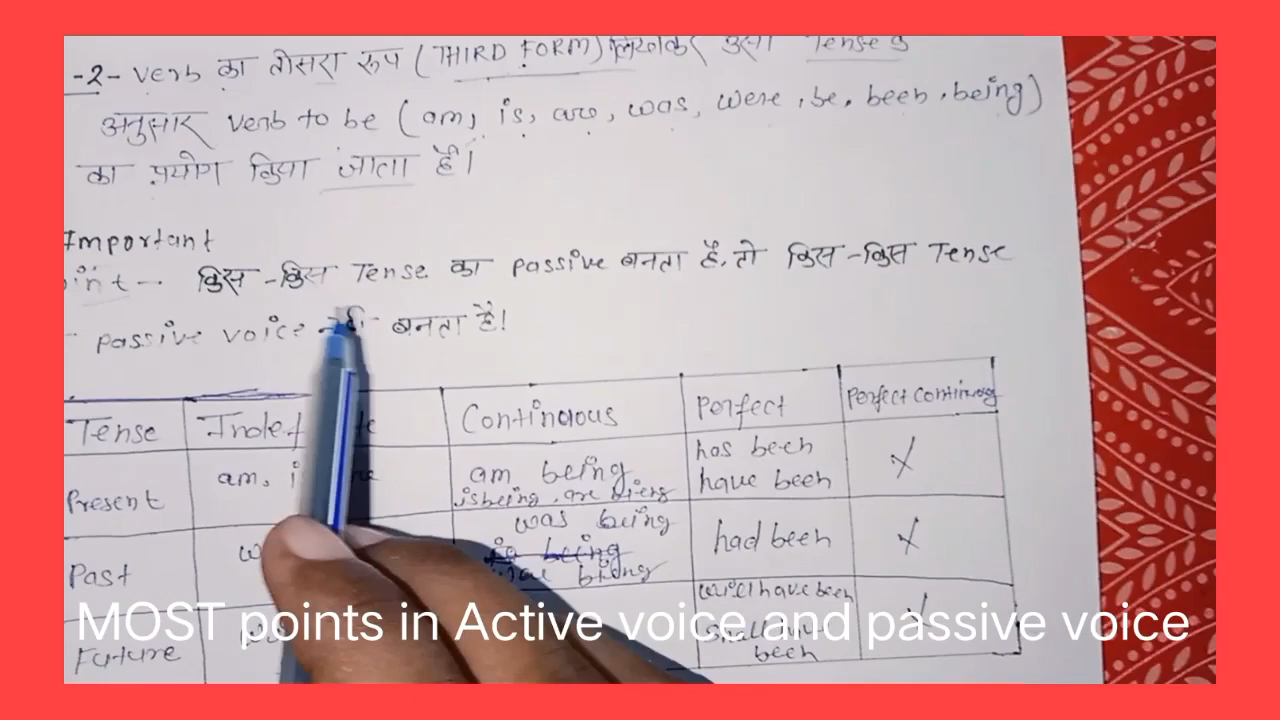 -2- verb का तीसरा रूप (THIRD FORM) लिखकर उसी Tense
अनुसार verb to be (am, is, are, was, were, be, been, being)
का प्रयोग किया जाता है।
Important
किस-किस Tense का passive बनता है, तो किस-किस Tense
passive voice बनता है।
Tense Continuous Perfect Perfect Continuous
Present am, am being has been
is being, have been X
Past was being had been X
is being
Future will have been X
been
MOST points in Active voice and passive voice